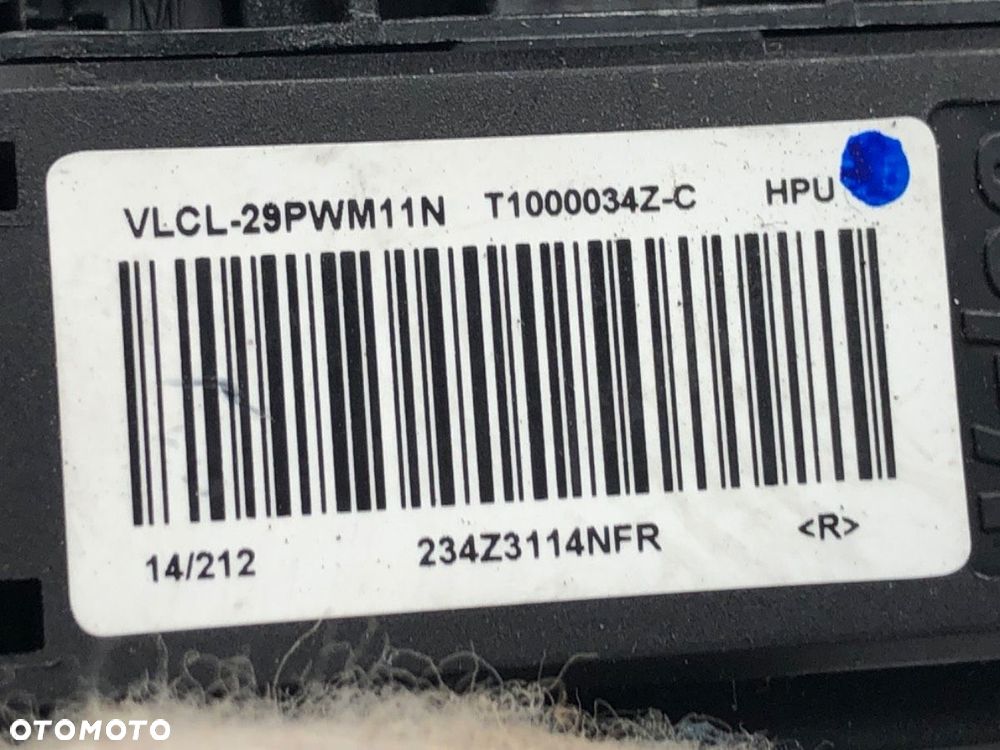 VLCL-29PWM11N T1000034Z-C HPU
14/212 234Z3114NFR <R>
OTOMOTO